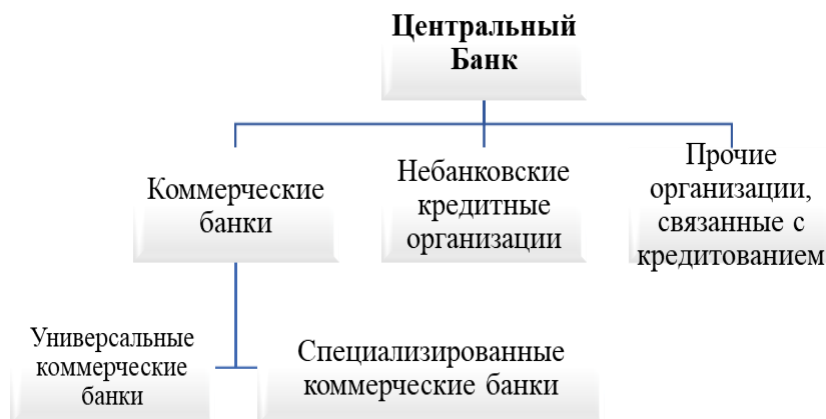 Центральный
Банк
Коммерческие
банки
Небанковские
кредитные
организации
Прочие
организации,
связанные с
кредитованием
Универсальные
коммерческие
банки
Специализированные
коммерческие банки